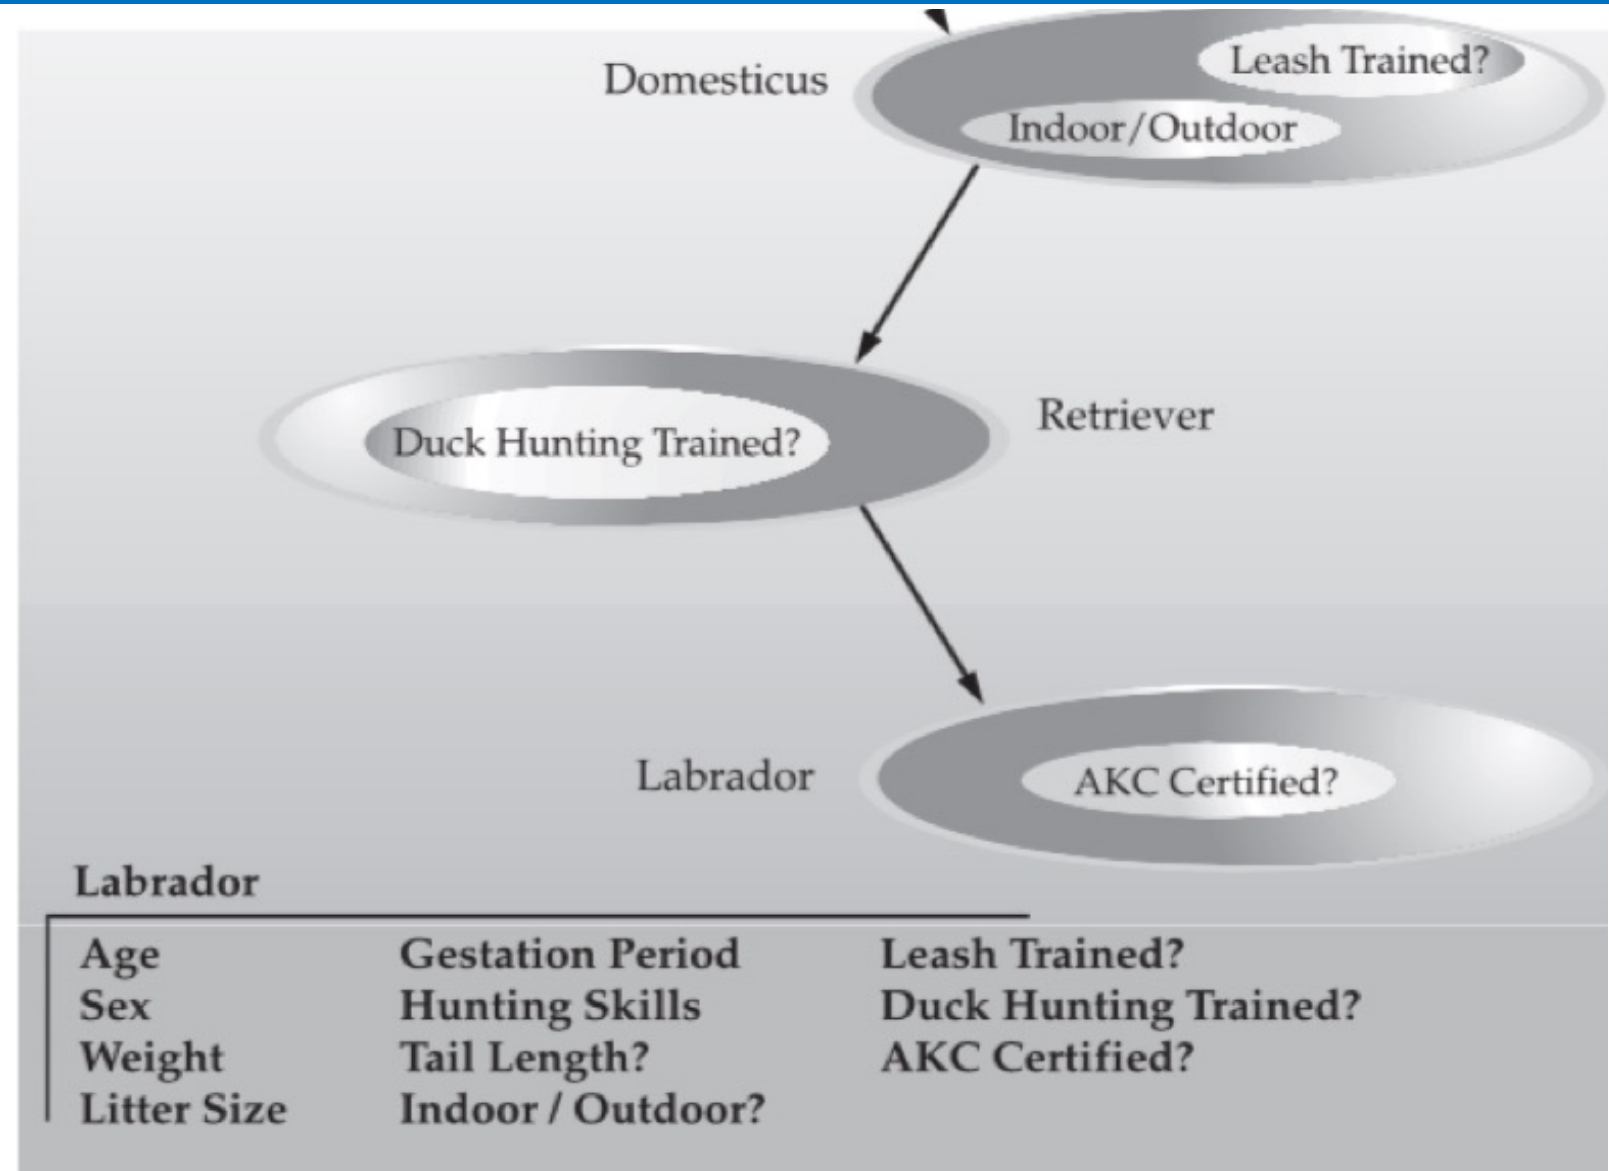 Leash Trained?
Domesticus
Indoor/Outdoor
Retriever
Duck Hunting Trained?
Labrador
AKC Certified?
Labrador
Age Gestation Period Leash Trained?
Sex Hunting Skills Duck Hunting Trained?
Weight Tail Length? AKC Certified?
Litter Size Indoor / Outdoor?